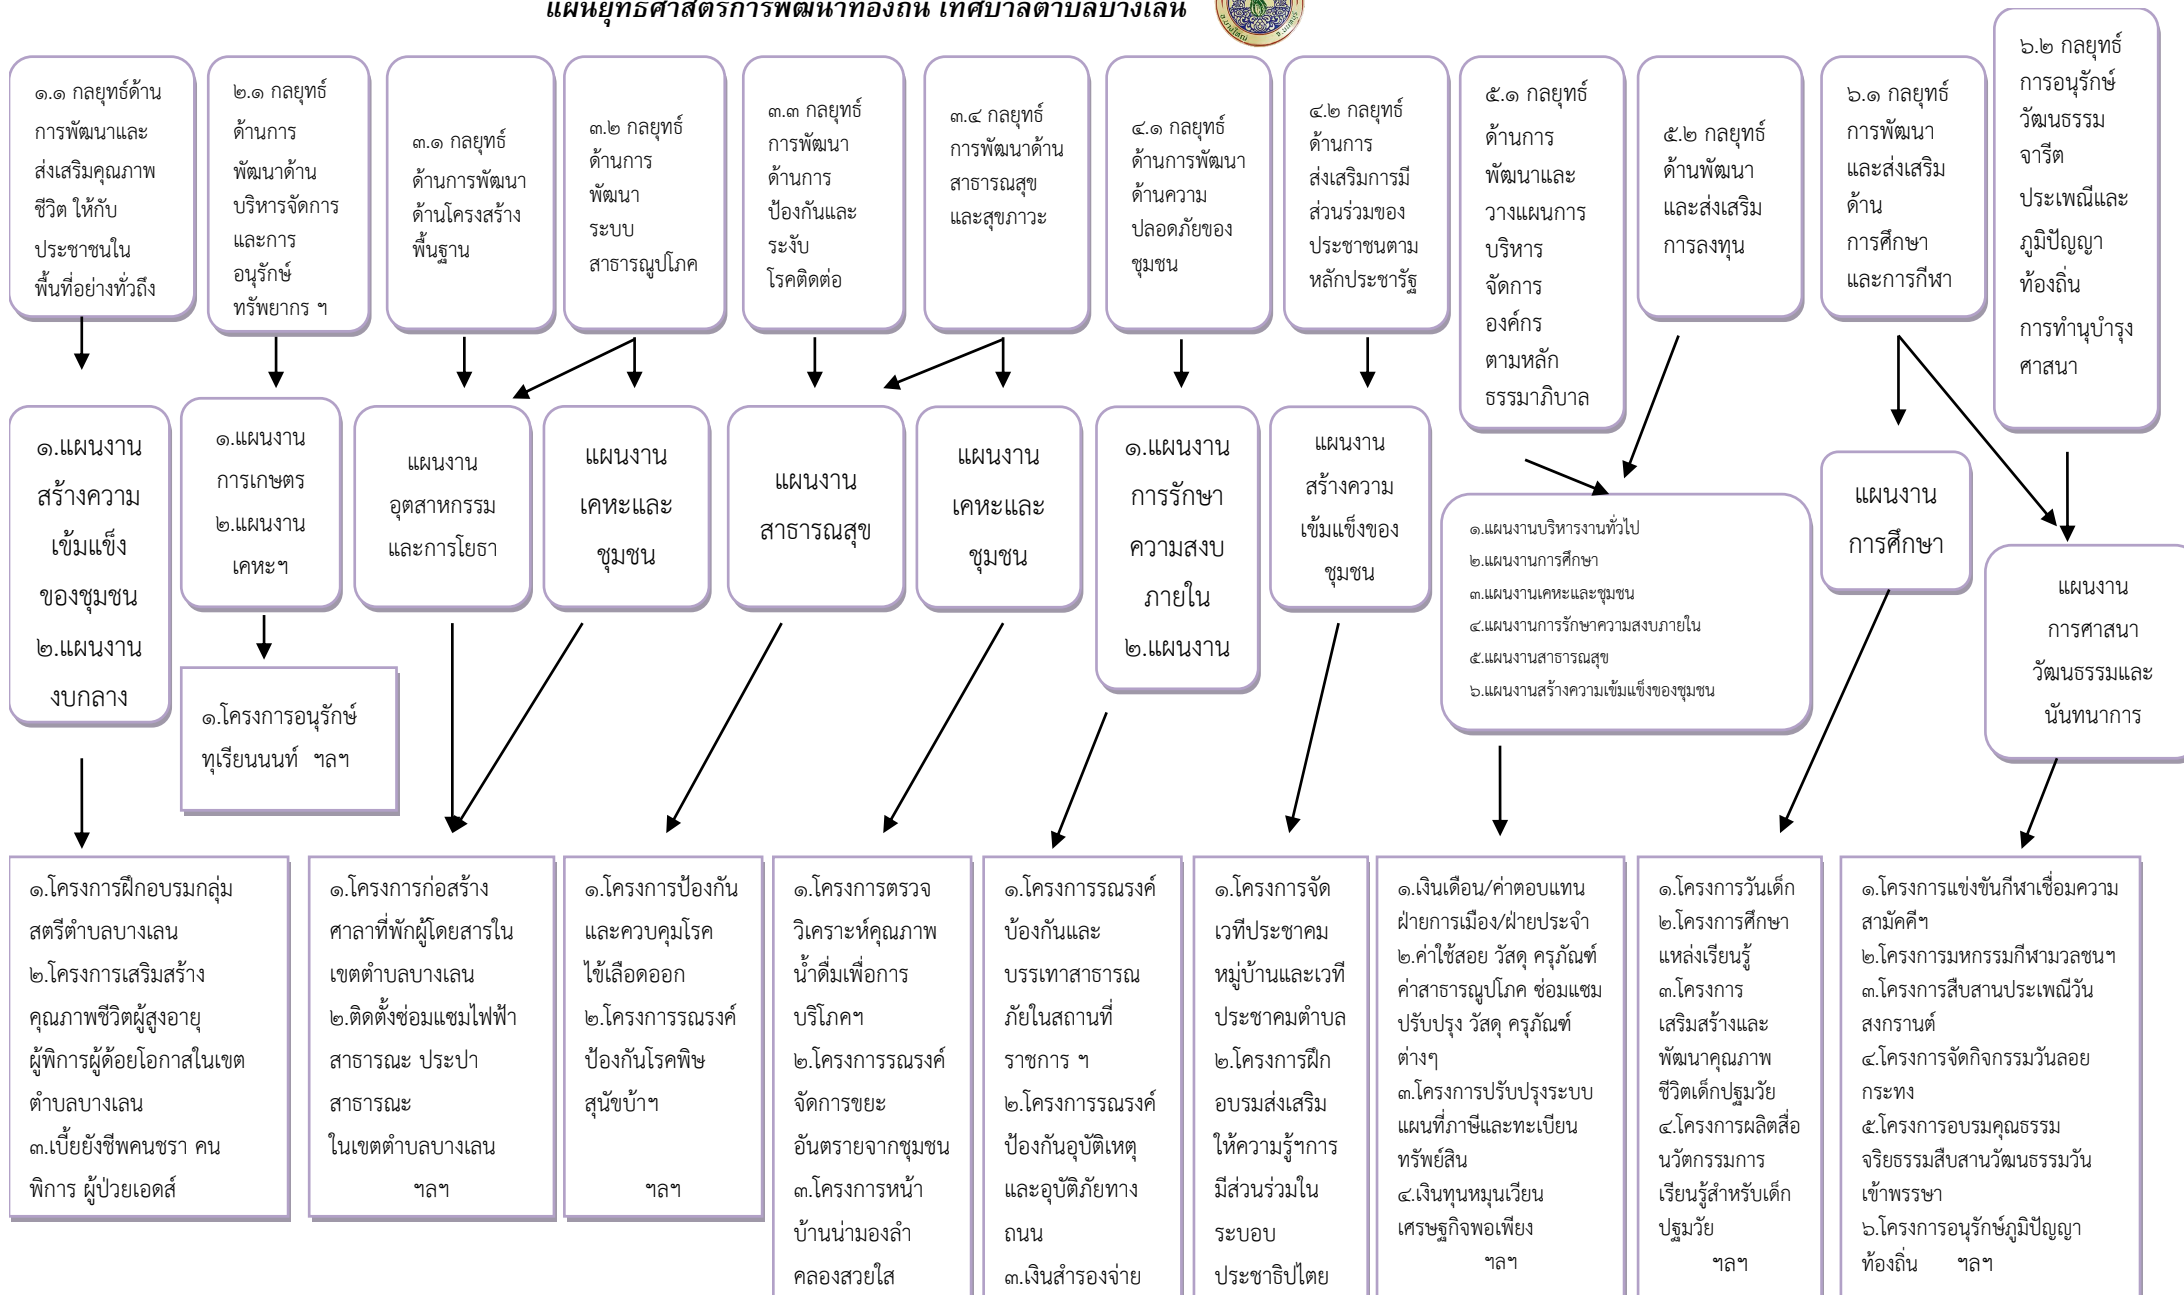 แผนยุทธศาสตร์การพัฒนาท้องถิ่น เทศบาลตำบลบางเลน
๑.๑ กลยุทธ์ด้าน
การพัฒนาและ
ส่งเสริมคุณภาพ
ชีวิต ให้กับ
ประชาชนใน
พื้นที่อย่างทั่วถึง
๒.๑ กลยุทธ์
ด้านการ
พัฒนาด้าน
บริหารจัดการ
และการ
อนุรักษ์
ทรัพยากร ฯ
๓.๑ กลยุทธ์
ด้านการพัฒนา
ด้านโครงสร้าง
พื้นฐาน
๓.๒ กลยุทธ์
ด้านการ
พัฒนา
ระบบ
สาธารณูปโภค
๓.๓ กลยุทธ์
การพัฒนา
ด้านการ
ป้องกันและ
ระงับ
โรคติดต่อ
๓.๔ กลยุทธ์
การพัฒนาด้าน
สาธารณสุข
และสุขภาวะ
๔.๑ กลยุทธ์
ด้านการพัฒนา
ด้านความ
ปลอดภัยของ
ชุมชน
๔.๒ กลยุทธ์
ด้านการ
ส่งเสริมการมี
ส่วนร่วมของ
ประชาชนตาม
หลักประชารัฐ
๕.๑ กลยุทธ์
ด้านการ
พัฒนาและ
วางแผนการ
บริหาร
จัดการ
องค์กร
ตามหลัก
ธรรมาภิบาล
๕.๒ กลยุทธ์
ด้านพัฒนา
และส่งเสริม
การลงทุน
๖.๑ กลยุทธ์
การพัฒนา
และส่งเสริม
ด้าน
การศึกษา
และการกีฬา
๖.๒ กลยุทธ์
การอนุรักษ์
วัฒนธรรม
จารีต
ประเพณีและ
ภูมิปัญญา
ท้องถิ่น
การทำนุบำรุง
ศาสนา
๑.แผนงาน
สร้างความ
เข้มแข็ง
ของชุมชน
๒.แผนงาน
งบกลาง
๑.แผนงาน
การเกษตร
๒.แผนงาน
เคหะฯ
แผนงาน
อุตสาหกรรม
และการโยธา
แผนงาน
เคหะและ
ชุมชน
แผนงาน
สาธารณสุข
แผนงาน
เคหะและ
ชุมชน
๑.แผนงาน
การรักษา
ความสงบ
ภายใน
๒.แผนงาน
แผนงาน
สร้างความ
เข้มแข็งของ
ชุมชน
๑.แผนงานบริหารงานทั่วไป
๒.แผนงานการศึกษา
๓.แผนงานเคหะและชุมชน
๔.แผนงานการรักษาความสงบภายใน
๕.แผนงานสาธารณสุข
๖.แผนงานสร้างความเข้มแข็งของชุมชน
แผนงาน
การศึกษา
แผนงาน
การศาสนา
วัฒนธรรมและ
นันทนาการ
๑.โครงการอนุรักษ์
ทุเรียนนนท์ ฯลฯ
๑.โครงการฝึกอบรมกลุ่ม
สตรีตำบลบางเลน
๒.โครงการเสริมสร้าง
คุณภาพชีวิตผู้สูงอายุ
ผู้พิการผู้ด้อยโอกาสในเขต
ตำบลบางเลน
๓.เบี้ยยังชีพคนชรา คน
พิการ ผู้ป่วยเอดส์
๑.โครงการก่อสร้าง
ศาลาที่พักผู้โดยสารใน
เขตตำบลบางเลน
๒.ติดตั้งซ่อมแซมไฟฟ้า
สาธารณะ ประปา
สาธารณะ
ในเขตตำบลบางเลน
ฯลฯ
๑.โครงการป้องกัน
และควบคุมโรค
ไข้เลือดออก
๒.โครงการรณรงค์
ป้องกันโรคพิษ
สุนัขบ้าฯ
ฯลฯ
๑.โครงการตรวจ
วิเคราะห์คุณภาพ
น้ำดื่มเพื่อการ
บริโภคฯ
๒.โครงการรณรงค์
จัดการขยะ
อันตรายจากชุมชน
๓.โครงการหน้า
บ้านน่ามองลำ
คลองสวยใส
๑.โครงการรณรงค์
บ้องกันและ
บรรเทาสาธารณ
ภัยในสถานที่
ราชการ ฯ
๒.โครงการรณรงค์
ป้องกันอุบัติเหตุ
และอุบัติภัยทาง
ถนน
๓.เงินสำรองจ่าย
๑.โครงการจัด
เวทีประชาคม
หมู่บ้านและเวที
ประชาคมตำบล
๒.โครงการฝึก
อบรมส่งเสริม
ให้ความรู้ฯการ
มีส่วนร่วมใน
ระบอบ
ประชาธิปไตย
๑.เงินเดือน/ค่าตอบแทน
ฝ่ายการเมือง/ฝ่ายประจำ
๒.ค่าใช้สอย วัสดุ ครุภัณฑ์
ค่าสาธารณูปโภค ซ่อมแซม
ปรับปรุง วัสดุ ครุภัณฑ์
ต่างๆ
๓.โครงการปรับปรุงระบบ
แผนที่ภาษีและทะเบียน
ทรัพย์สิน
๔.เงินทุนหมุนเวียน
เศรษฐกิจพอเพียง
ฯลฯ
๑.โครงการวันเด็ก
๒.โครงการศึกษา
แหล่งเรียนรู้
๓.โครงการ
เสริมสร้างและ
พัฒนาคุณภาพ
ชีวิตเด็กปฐมวัย
๔.โครงการผลิตสื่อ
นวัตกรรมการ
เรียนรู้สำหรับเด็ก
ปฐมวัย
ฯลฯ
๑.โครงการแข่งขันกีฬาเชื่อมความ
สามัคคีฯ
๒.โครงการมหกรรมกีฬามวลชนฯ
๓.โครงการสืบสานประเพณีวัน
สงกรานต์
๔.โครงการจัดกิจกรรมวันลอย
กระทง
๕.โครงการอบรมคุณธรรม
จริยธรรมสืบสานวัฒนธรรมวัน
เข้าพรรษา
๖.โครงการอนุรักษ์ภูมิปัญญา
ท้องถิ่น ฯลฯ